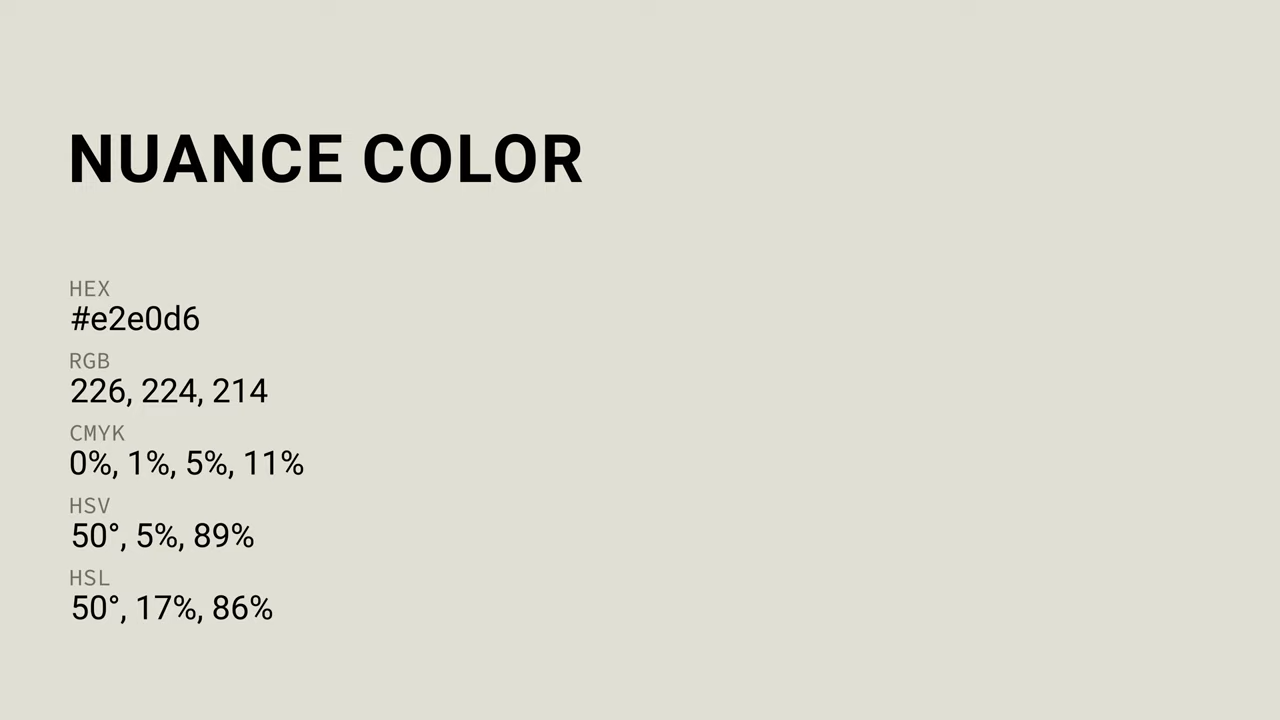 NUANCE COLOR
HEX
#e2e0d6
RGB
226, 224, 214
CMYK
0%, 1%, 5%, 11%
HSV
50°, 5%, 89%
HSL
50°, 17%, 86%